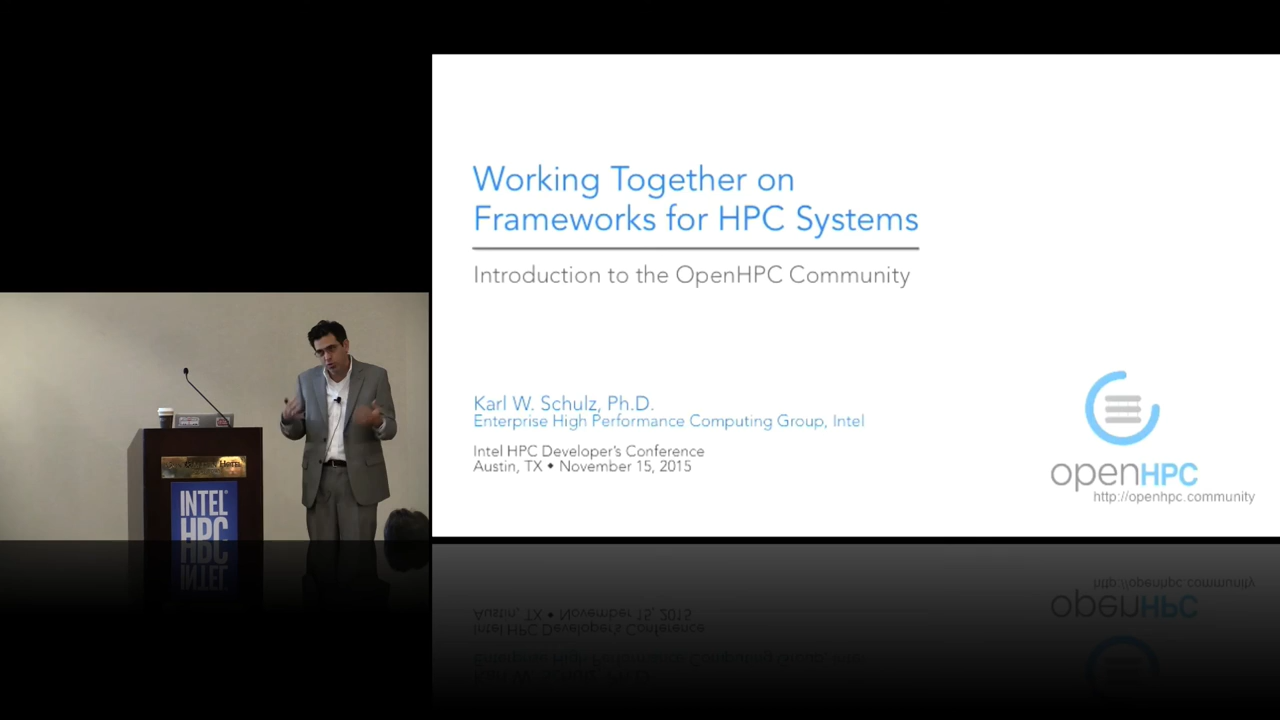 Working Together on
Frameworks for HPC Systems
Introduction to the OpenHPC Community
Karl W. Schulz, Ph.D.
Enterprise High Performance Computing Group, Intel
Intel HPC Developer's Conference
Austin, TX • November 15, 2015
openHPC
http://openhpc.community
INTEL®
HPC